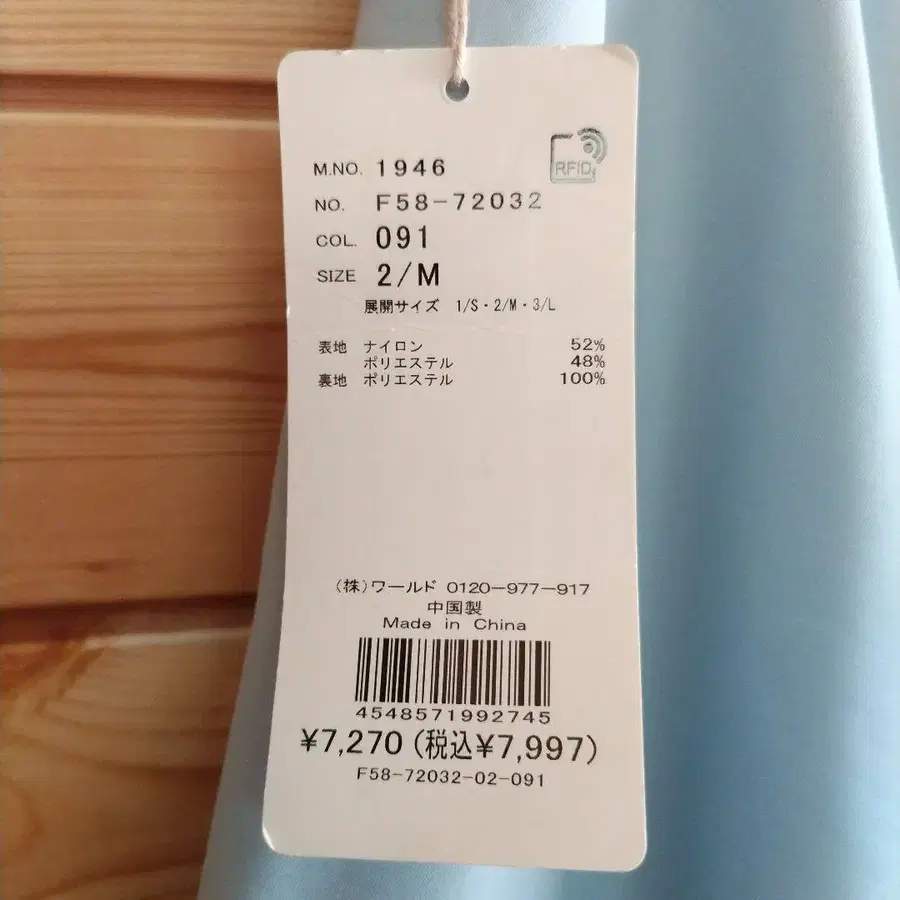 RFID
M.NO. 1946
NO. F58-72032
COL. 091
SIZE 2/M
展開サイズ 1/S・2/M・3/L
表地 ナイロン 52%
ポリエステル 48%
裏地 ポリエステル 100%
(株)ワールド 0120-977-917
中国製
Made in China
4548571992745
¥7,270(税込¥7,997)
F58-72032-02-091